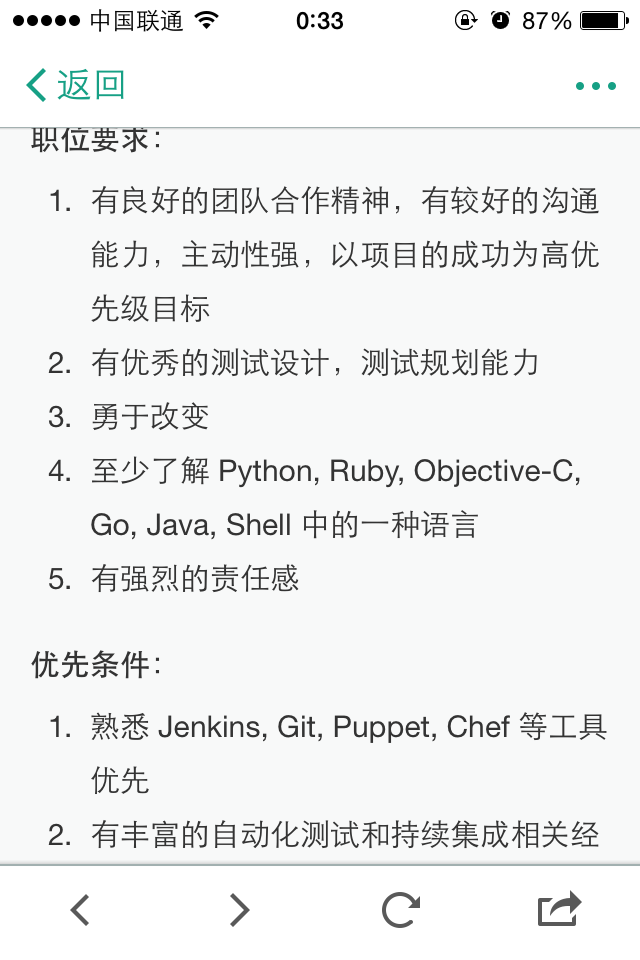 中国联通 0:33 87%
返回
职位要求：
1. 有良好的团队合作精神，有较好的沟通
能力，主动性强，以项目的成功为高优
先级目标
2. 有优秀的测试设计，测试规划能力
3. 勇于改变
4. 至少了解 Python, Ruby, Objective-C,
Go, Java, Shell 中的一种语言
5. 有强烈的责任感
优先条件：
1. 熟悉 Jenkins, Git, Puppet, Chef 等工具
优先
2. 有丰富的自动化测试和持续集成相关经